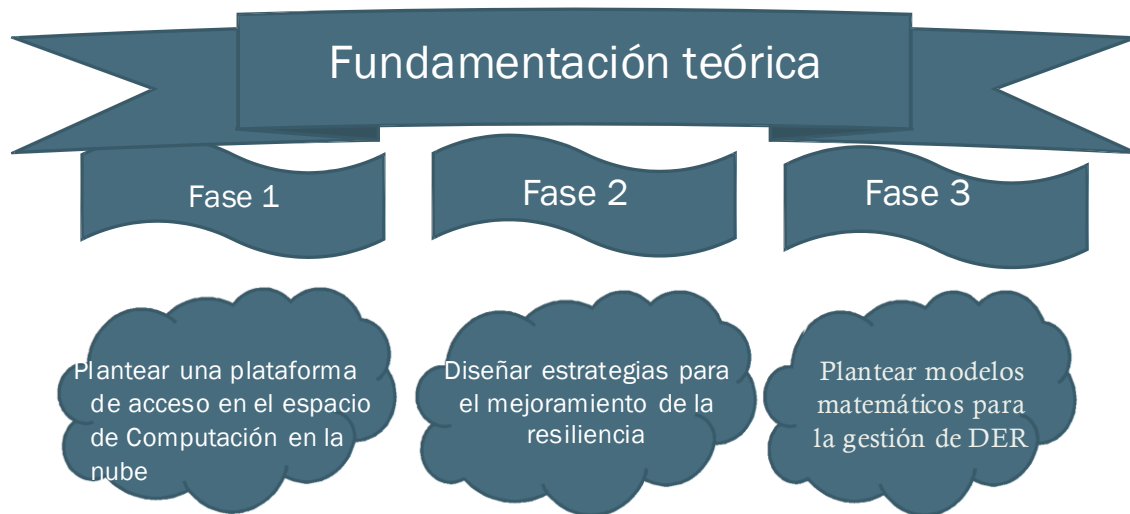 Fundamentación teórica
Fase 1
Fase 2
Fase 3
Plantear una plataforma
de acceso en el espacio
de Computación en la
nube
Diseñar estrategias para
el mejoramiento de la
resiliencia
Plantear modelos
matemáticos para
la gestión de DER